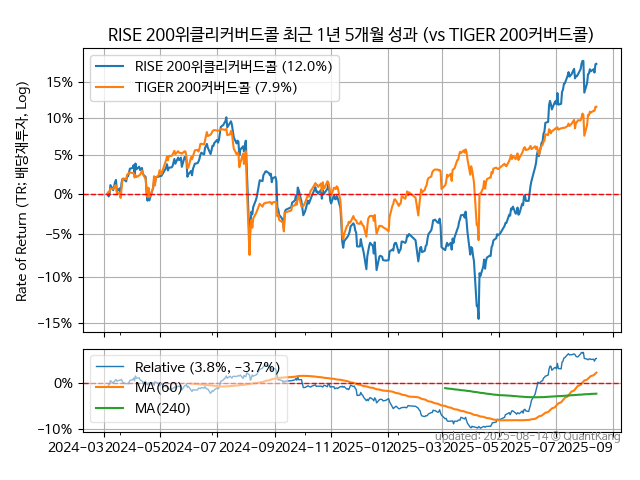 RISE 200위클리커버드콜 최근 1년 5개월 성과 (vs TIGER 200커버드콜)
RISE 200위클리커버드콜 (12.0%)
TIGER 200커버드콜 (7.9%)
Rate of Return (TR: 배당재투자, Log)
15%
10%
5%
0%
−5%
−10%
−15%
Relative (3.8%, −3.7%)
MA(60)
MA(240)
0%
−10%
2024−03 2024−05 2024−07 2024−09 2024−11 2025−01 2025−03 2025−05 2025−07 2025−09
updated: 2025-08-14 © QuantKang